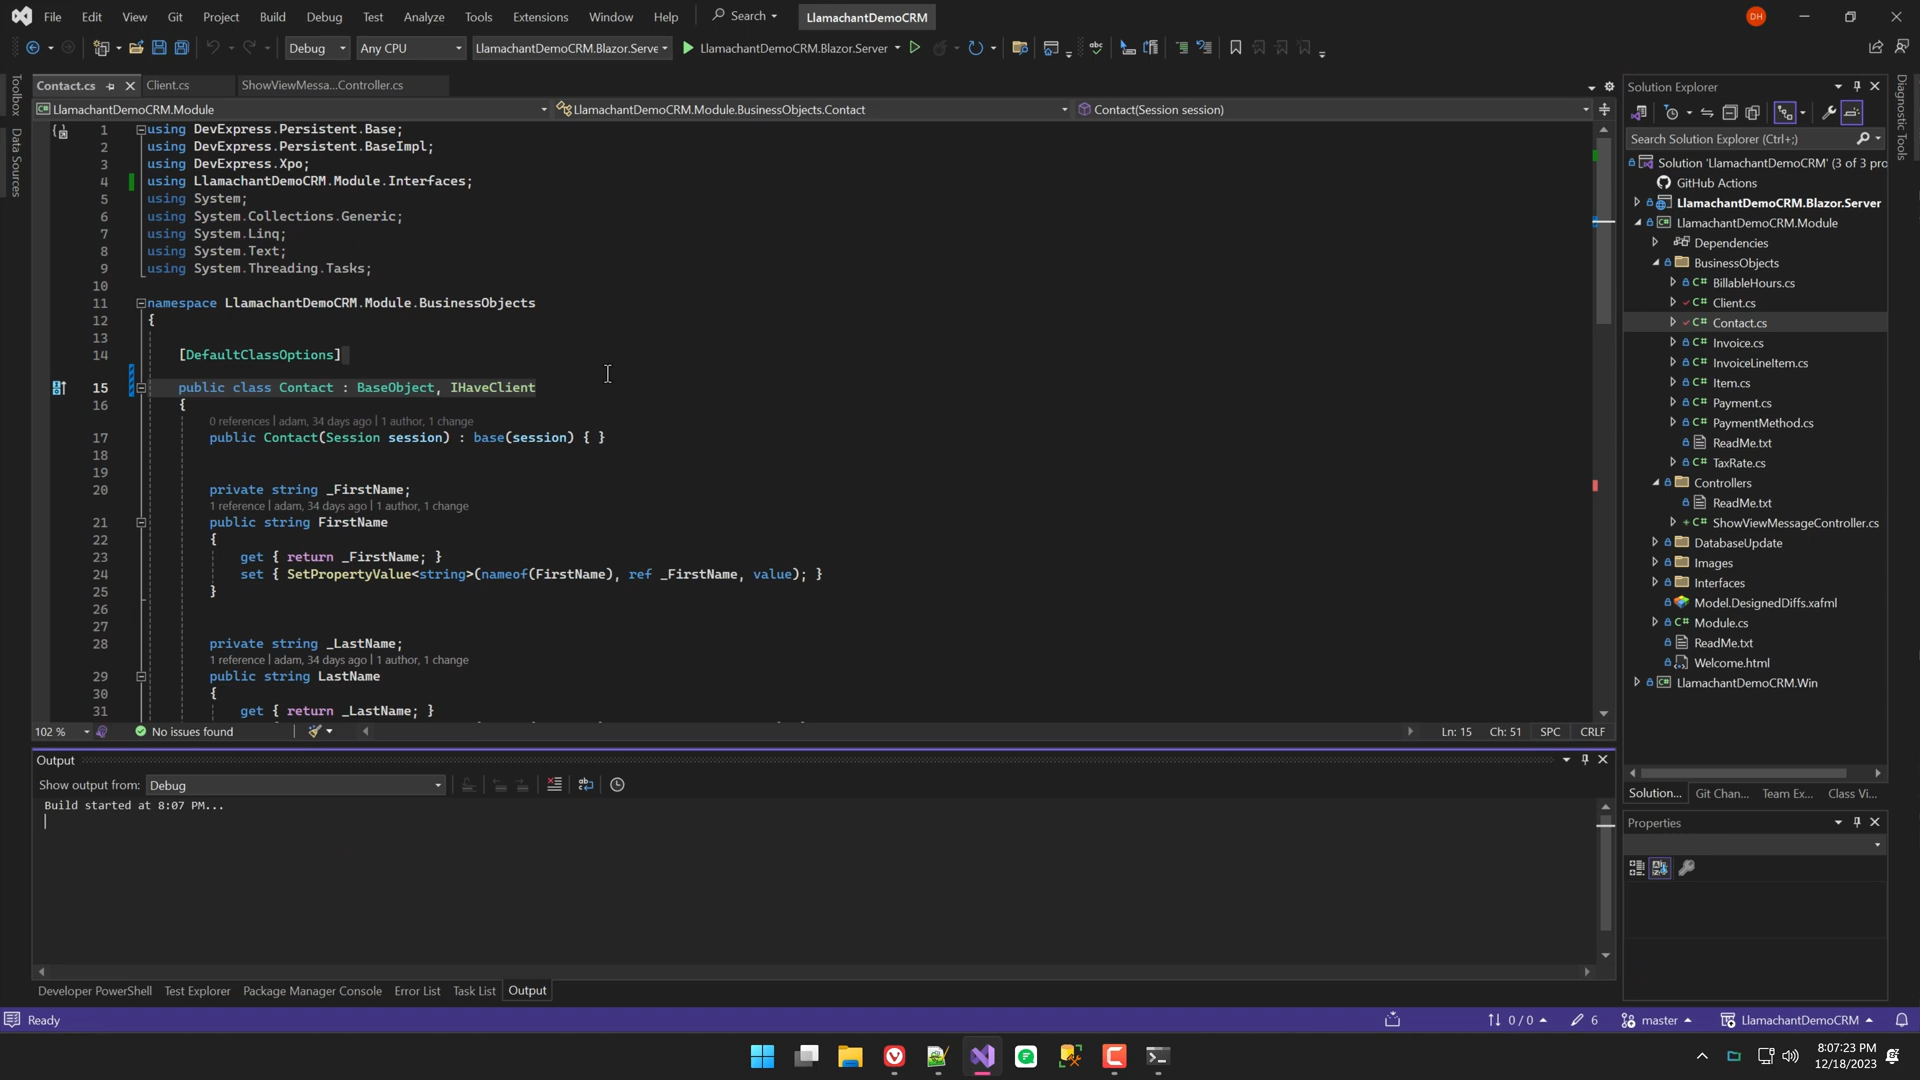 File Edit View Git Project Build Debug Test Analyze Tools Extensions Window Help Search LlamachantDemoCRM DH
Debug Any CPU LlamachantDemoCRM.Blazor.Serve LlamachantDemoCRM.Blazor.Server
Contact.cs Client.cs ShowViewMessa...Controller.cs
LlamachantDemoCRM.Module LlamachantDemoCRM.Module.BusinessObjects.Contact Contact(Session session)
Toolbox
Data Sources
1 using DevExpress.Persistent.Base;
2 using DevExpress.Persistent.BaseImpl;
3 using DevExpress.Xpo;
4 using LlamachantDemoCRM.Module.Interfaces;
5 using System;
6 using System.Collections.Generic;
7 using System.Linq;
8 using System.Text;
9 using System.Threading.Tasks;
10
11 namespace LlamachantDemoCRM.Module.BusinessObjects
12 {
13
14 [DefaultClassOptions]
15 public class Contact : BaseObject, IHaveClient
16 {
0 references | adam, 34 days ago | 1 author, 1 change
17 public Contact(Session session) : base(session) { }
18
19
20 private string _FirstName;
1 reference | adam, 34 days ago | 1 author, 1 change
21 public string FirstName
22 {
23 get { return _FirstName; }
24 set { SetPropertyValue<string>(nameof(FirstName), ref _FirstName, value); }
25 }
26
27
28 private string _LastName;
1 reference | adam, 34 days ago | 1 author, 1 change
29 public string LastName
30 {
31 get { return _LastName; }
102 % No issues found Ln: 15 Ch: 51 SPC CRLF
Output
Show output from: Debug
Build started at 8:07 PM...
Developer PowerShell Test Explorer Package Manager Console Error List Task List Output
Solution Explorer
Search Solution Explorer (Ctrl+;)
Solution 'LlamachantDemoCRM' (3 of 3 pro
GitHub Actions
LlamachantDemoCRM.Blazor.Server
LlamachantDemoCRM.Module
Dependencies
BusinessObjects
C# BillableHours.cs
C# Client.cs
C# Contact.cs
C# Invoice.cs
C# InvoiceLineItem.cs
C# Item.cs
C# Payment.cs
C# PaymentMethod.cs
ReadMe.txt
C# TaxRate.cs
Controllers
ReadMe.txt
C# ShowViewMessageController.cs
DatabaseUpdate
Images
Interfaces
Model.DesignedDiffs.xafml
C# Module.cs
ReadMe.txt
Welcome.html
LlamachantDemoCRM.Win
Solution... Git Chan... Team Ex... Class Vi...
Properties
Diagnostic Tools
Ready 0 / 0 6 master LlamachantDemoCRM
8:07:23 PM
12/18/2023